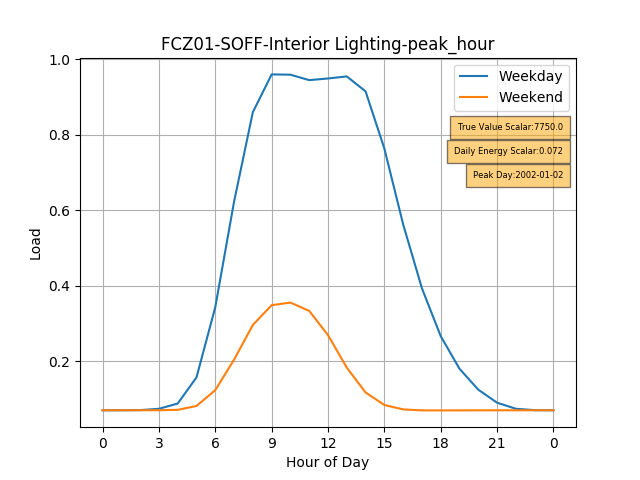 FCZ01-SOFF-Interior Lighting-peak_hour
1.0
0.8
0.6
0.4
0.2
Load
Weekday
Weekend
True Value Scalar:7750.0
Daily Energy Scalar:0.072
Peak Day:2002-01-02
0 3 6 9 12 15 18 21 0
Hour of Day